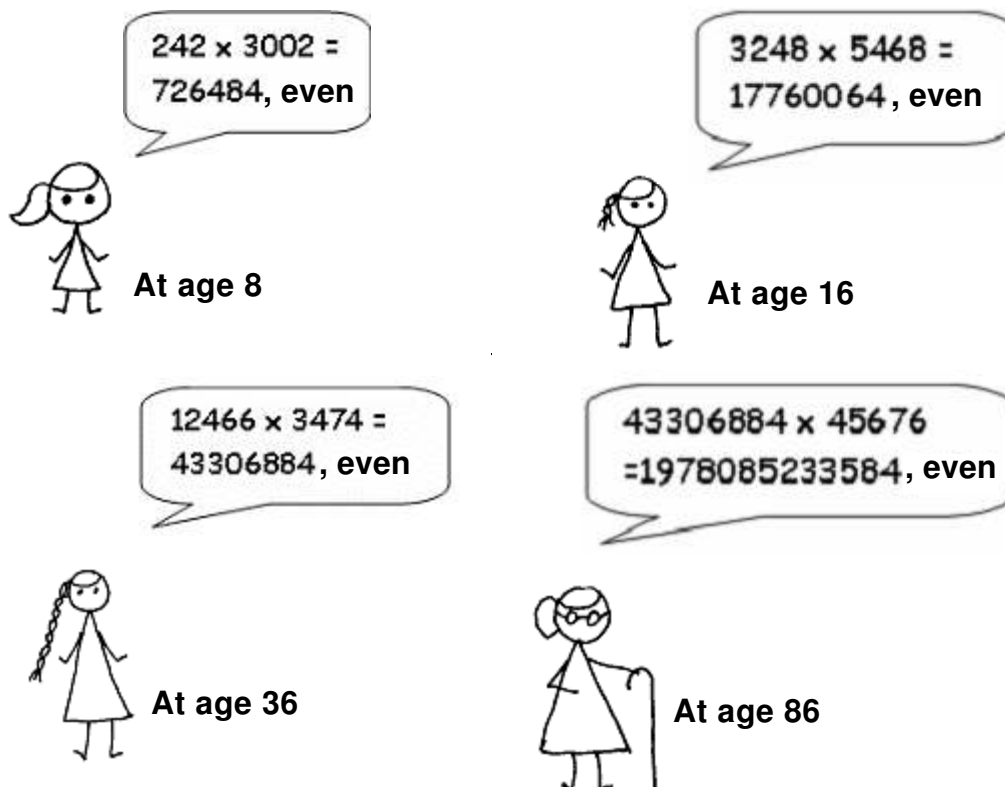 242 x 3002 =
726484, even
At age 8
3248 x 5468 =
17760064, even
At age 16
12466 x 3474 =
43306884, even
At age 36
43306884 x 45676
=1978085233584, even
At age 86